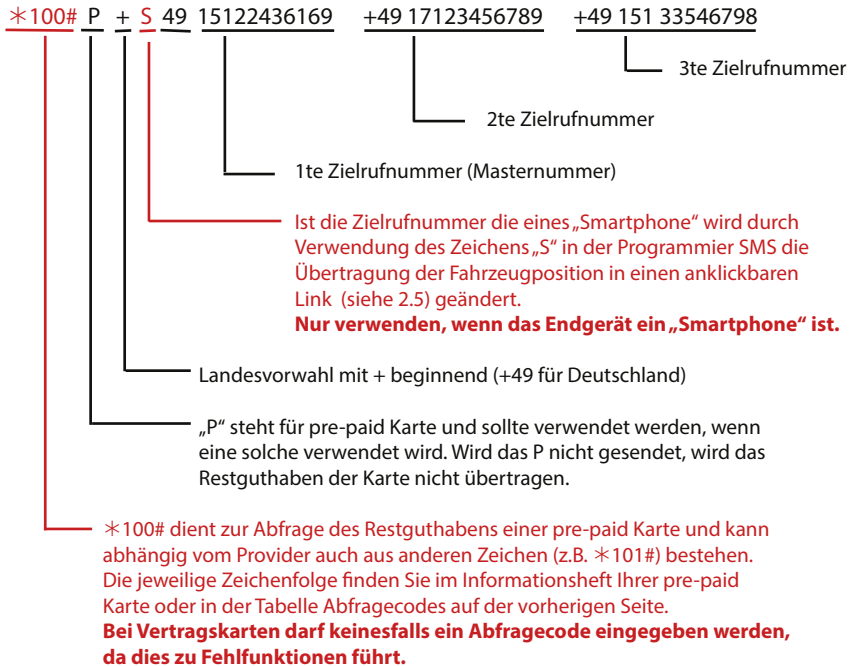 ✳100# P + S 49 15122436169 +49 17123456789 +49 151 33546798
3te Zielrufnummer
2te Zielrufnummer
1te Zielrufnummer (Masternummer)
Ist die Zielrufnummer die eines „Smartphone“ wird durch
Verwendung des Zeichens „S“ in der Programmier SMS die
Übertragung der Fahrzeugposition in einen anklickbaren
Link (siehe 2.5) geändert.
Nur verwenden, wenn das Endgerät ein „Smartphone“ ist.
Landesvorwahl mit + beginnend (+49 für Deutschland)
„P“ steht für pre-paid Karte und sollte verwendet werden, wenn
eine solche verwendet wird. Wird das P nicht gesendet, wird das
Restguthaben der Karte nicht übertragen.
✳100# dient zur Abfrage des Restguthabens einer pre-paid Karte und kann
abhängig vom Provider auch aus anderen Zeichen (z.B. ✳101#) bestehen.
Die jeweilige Zeichenfolge finden Sie im Informationsheft Ihrer pre-paid
Karte oder in der Tabelle Abfragecodes auf der vorherigen Seite.
Bei Vertragskarten darf keinesfalls ein Abfragecode eingegeben werden,
da dies zu Fehlfunktionen führt.